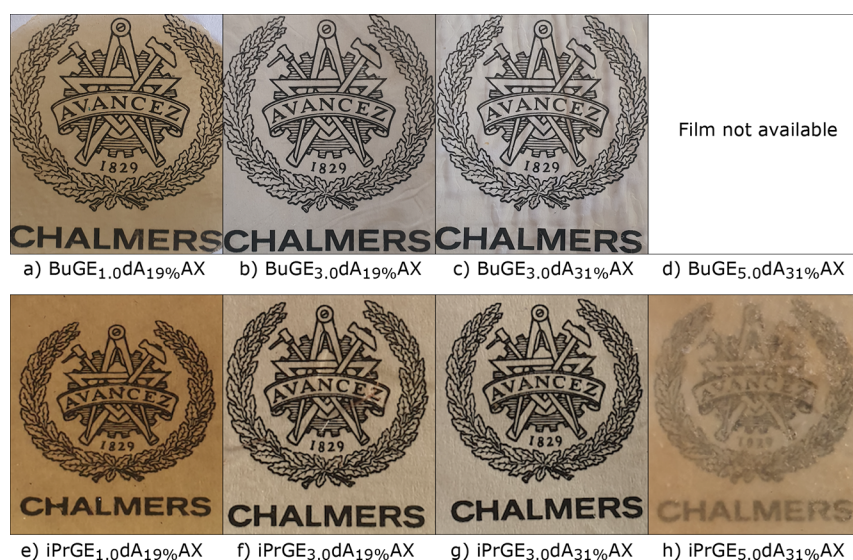 AVANCEZ
1829
CHALMERS
AVANCEZ
1829
CHALMERS
AVANCEZ
1829
CHALMERS
Film not available
a) BuGE1.0dA19%AX
b) BuGE3.0dA19%AX
c) BuGE3.0dA31%AX
d) BuGE5.0dA31%AX
AVANCEZ
1829
CHALMERS
AVANCEZ
1829
CHALMERS
AVANCEZ
1829
CHALMERS
AVANCEZ
1829
CHALMERS
e) iPrGE1.0dA19%AX
f) iPrGE3.0dA19%AX
g) iPrGE3.0dA31%AX
h) iPrGE5.0dA31%AX